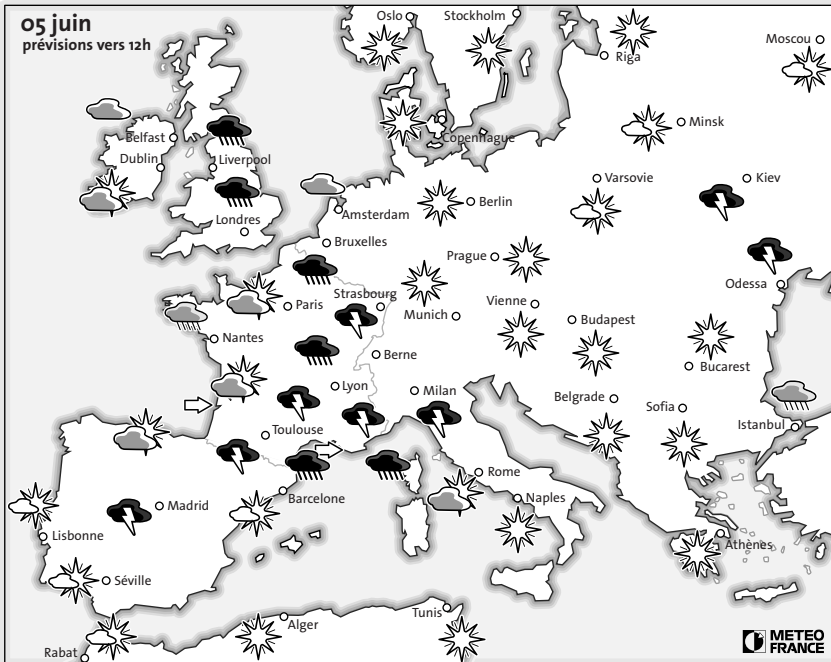 05 juin
prévisions vers 12h
Oslo
Stockholm
Moscou
Riga
Belfast
Minsk
Copenhague
Dublin
Liverpool
Varsovie
Kiev
Londres
Amsterdam
Berlin
Bruxelles
Prague
Odessa
Paris
Strasbourg
Munich
Vienne
Budapest
Nantes
Berne
Bucarest
Lyon
Milan
Belgrade
Sofia
Toulouse
Istanbul
Rome
Madrid
Barcelone
Naples
Lisbonne
Athènes
Séville
Alger
Tunis
Rabat
METEO
FRANCE